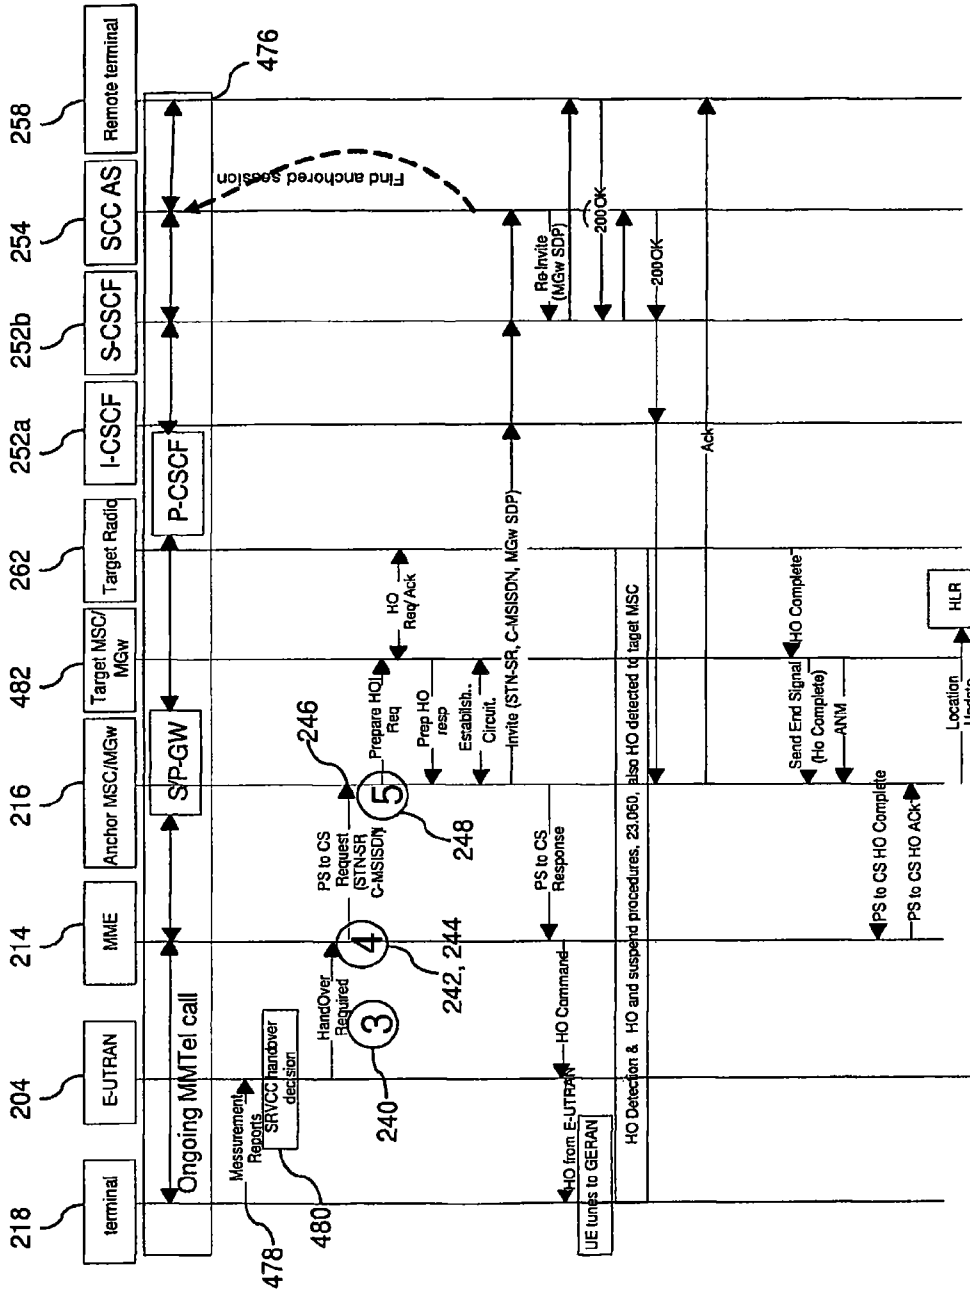 218
204
214
216
482
262
252a
252b
254
258
terminal
E-UTRAN
MME
Anchor MSC/MGw
Target MSC/
MGw
Target Radio
I-CSCF
S-CSCF
SCC AS
Remote terminal
Ongoing MMTel call
S/P-GW
P-CSCF
476
Find anchored session
478
Messurement
Reports
SRVCC handover
decision
480
HandOver
Required
3
240
4
242, 244
PS to CS
Request
(STN-SR
C-MSISDN)
246
5
248
Prepare HO
Req
HO
Req/Ack
Prep HO
resp
Establish..
Circuit.
Invite (STN-SR, C-MSISDN, MGw SDP)
Re-Invite
(MGw SDP)
200OK
200OK
PS to CS
Response
HO Command
HO from E-UTRAN
UE tunes to GERAN
HO Detection & HO and suspend procedures, 23.060, also HO detected to taget MSC
Ack
HO Complete
Send End Signal
(Ho Complete)
ANM
PS to CS HO Complete
PS to CS HO ACk
Location
Update
HLR